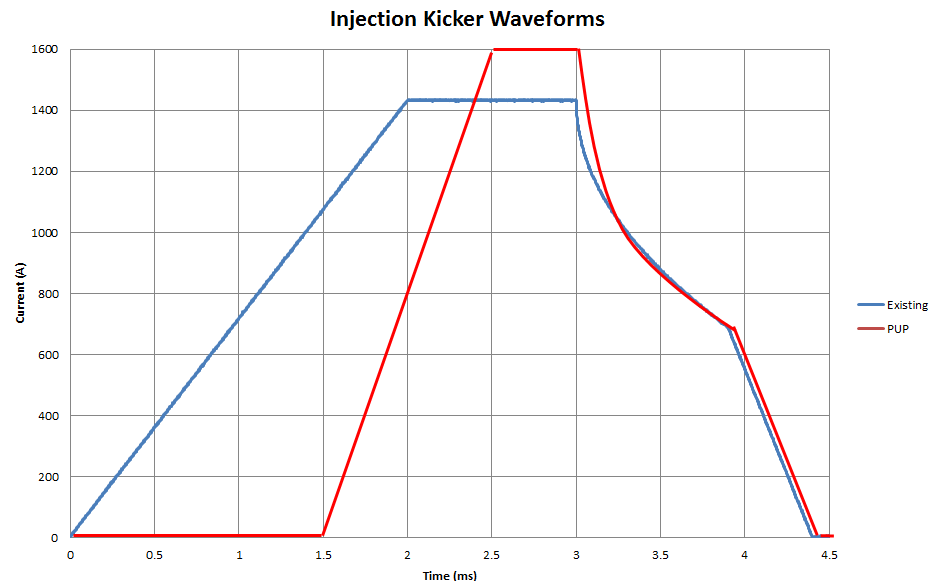 Injection Kicker Waveforms
1600
1400
1200
1000
800
600
400
200
0
Current (A)
0 0.5 1 1.5 2 2.5 3 3.5 4 4.5
Time (ms)
Existing
PUP